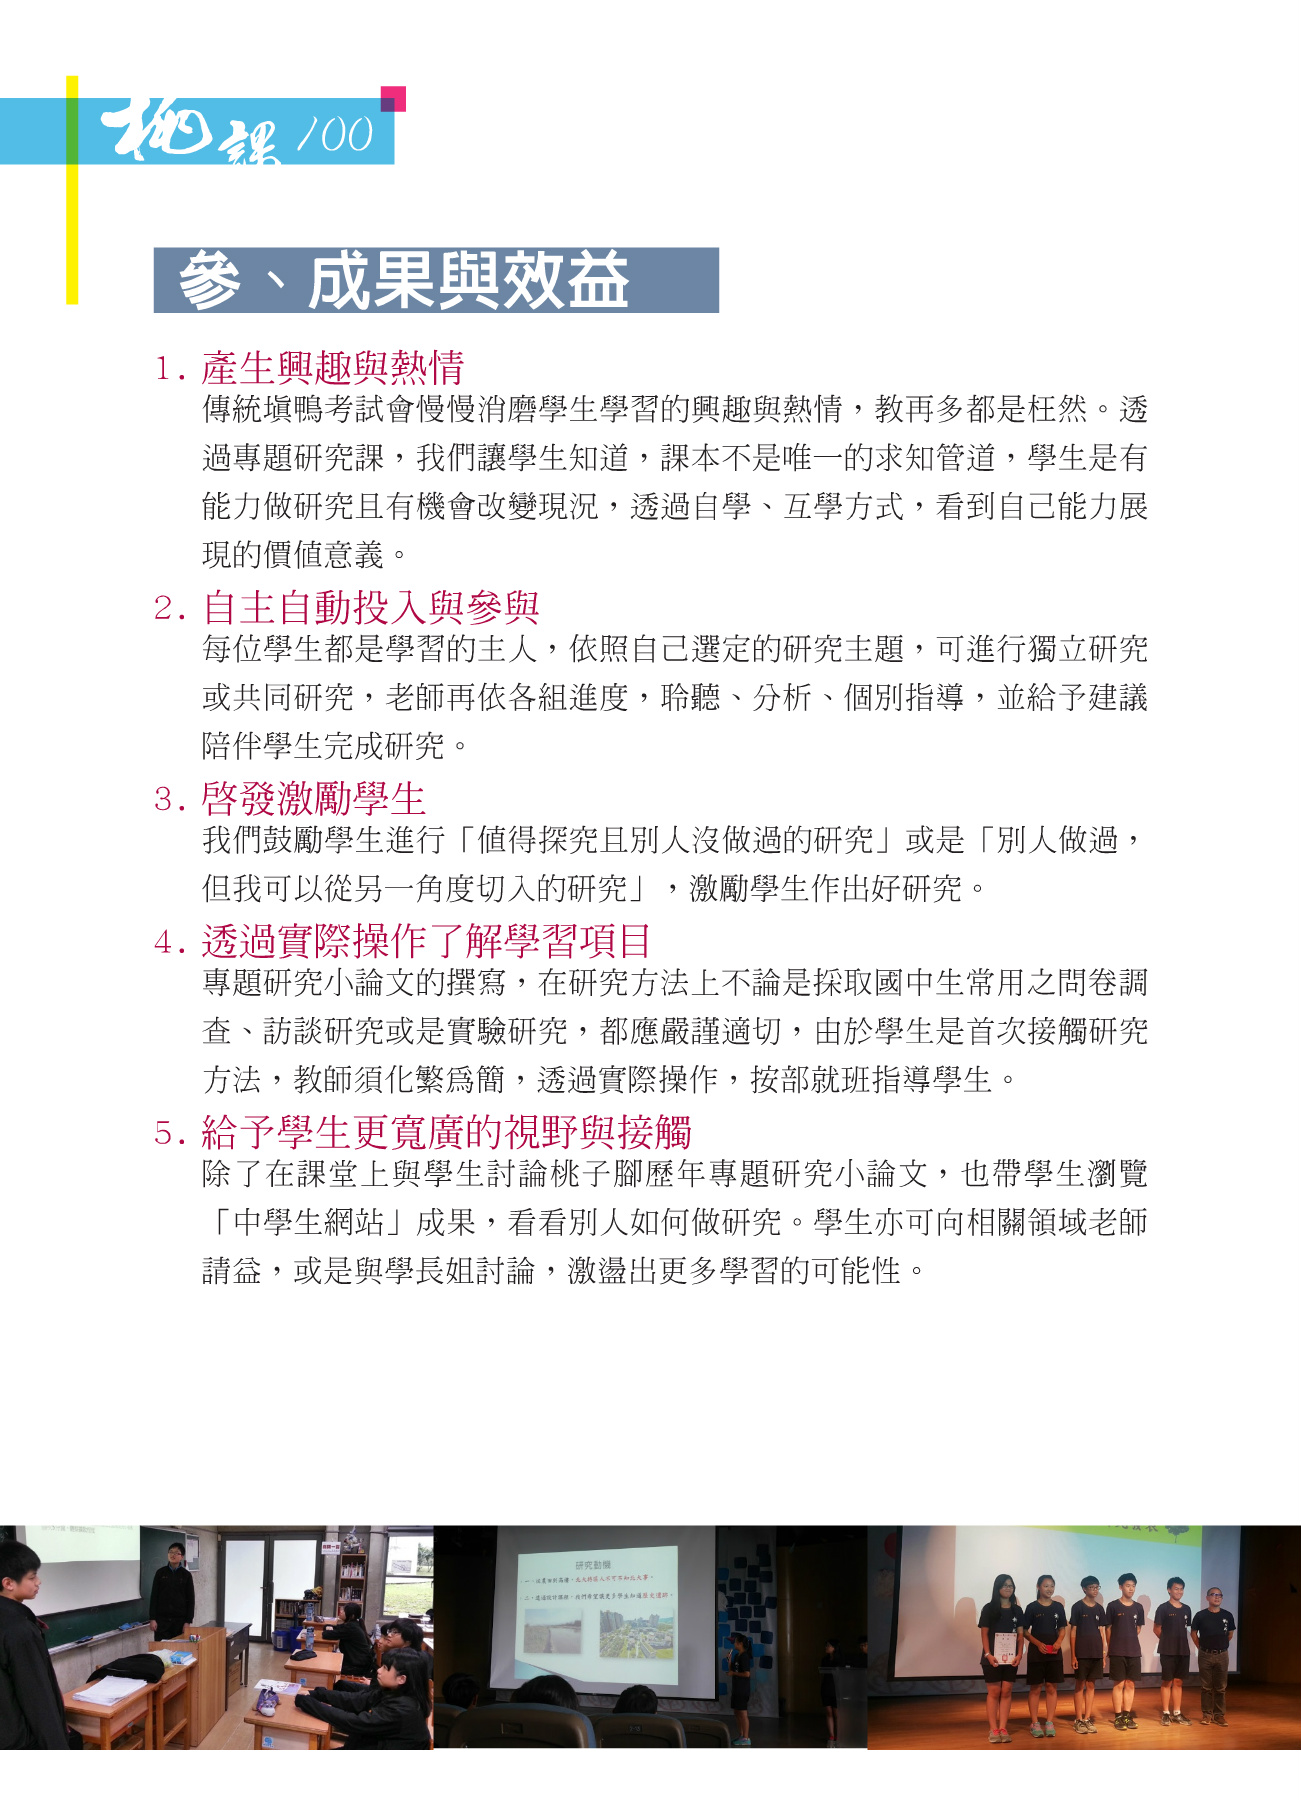 桃課100
參、成果與效益
1. 產生興趣與熱情
傳統填鴨考試會慢慢消磨學生學習的興趣與熱情，教再多都是枉然。透
過專題研究課，我們讓學生知道，課本不是唯一的求知管道，學生是有
能力做研究且有機會改變現況，透過自學、互學方式，看到自己能力展
現的價值意義。
2. 自主自動投入與參與
每位學生都是學習的主人，依照自己選定的研究主題，可進行獨立研究
或共同研究，老師再依各組進度，聆聽、分析、個別指導，並給予建議
陪伴學生完成研究。
3. 啓發激勵學生
我們鼓勵學生進行「值得探究且別人沒做過的研究」或是「別人做過，
但我可以從另一角度切入的研究」，激勵學生作出好研究。
4. 透過實際操作了解學習項目
專題研究小論文的撰寫，在研究方法上不論是採取國中生常用之問卷調
查、訪談研究或是實驗研究，都應嚴謹適切，由於學生是首次接觸研究
方法，教師須化繁爲簡，透過實際操作，按部就班指導學生。
5. 給予學生更寬廣的視野與接觸
除了在課堂上與學生討論桃子腳歷年專題研究小論文，也帶學生瀏覽
「中學生網站」成果，看看別人如何做研究。學生亦可向相關領域老師
請益，或是與學長姐討論，激盪出更多學習的可能性。
研究動機